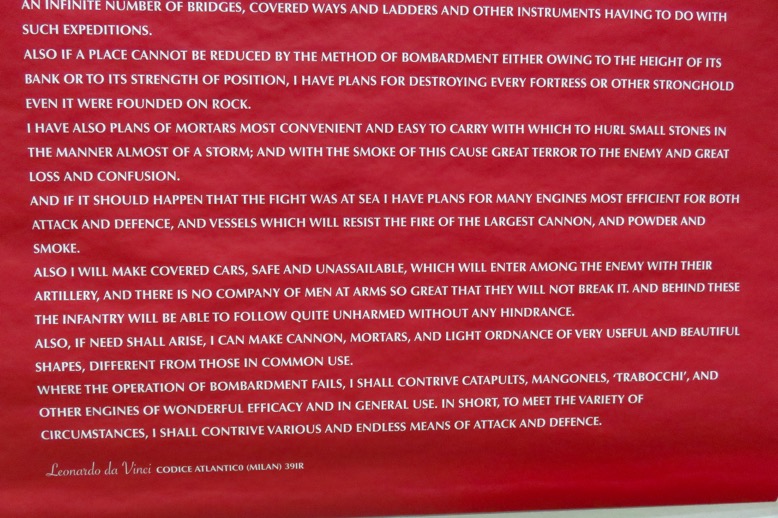 AN INFINITE NUMBER OF BRIDGES, COVERED WAYS AND LADDERS AND OTHER INSTRUMENTS HAVING TO DO WITH
SUCH EXPEDITIONS.
ALSO IF A PLACE CANNOT BE REDUCED BY THE METHOD OF BOMBARDMENT EITHER OWING TO THE HEIGHT OF ITS
BANK OR TO ITS STRENGTH OF POSITION, I HAVE PLANS FOR DESTROYING EVERY FORTRESS OR OTHER STRONGHOLD
EVEN IT WERE FOUNDED ON ROCK.
I HAVE ALSO PLANS OF MORTARS MOST CONVENIENT AND EASY TO CARRY WITH WHICH TO HURL SMALL STONES IN
THE MANNER ALMOST OF A STORM; AND WITH THE SMOKE OF THIS CAUSE GREAT TERROR TO THE ENEMY AND GREAT
LOSS AND CONFUSION.
AND IF IT SHOULD HAPPEN THAT THE FIGHT WAS AT SEA I HAVE PLANS FOR MANY ENGINES MOST EFFICIENT FOR BOTH
ATTACK AND DEFENCE, AND VESSELS WHICH WILL RESIST THE FIRE OF THE LARGEST CANNON, AND POWDER AND
SMOKE.
ALSO I WILL MAKE COVERED CARS, SAFE AND UNASSAILABLE, WHICH WILL ENTER AMONG THE ENEMY WITH THEIR
ARTILLERY, AND THERE IS NO COMPANY OF MEN AT ARMS SO GREAT THAT THEY WILL NOT BREAK IT. AND BEHIND THESE
THE INFANTRY WILL BE ABLE TO FOLLOW QUITE UNHARMED WITHOUT ANY HINDRANCE.
ALSO, IF NEED SHALL ARISE, I CAN MAKE CANNON, MORTARS, AND LIGHT ORDNANCE OF VERY USEFUL AND BEAUTIFUL
SHAPES, DIFFERENT FROM THOSE IN COMMON USE.
WHERE THE OPERATION OF BOMBARDMENT FAILS, I SHALL CONTRIVE CATAPULTS, MANGONELS, ‘TRABOCCHI’, AND
OTHER ENGINES OF WONDERFUL EFFICACY AND IN GENERAL USE. IN SHORT, TO MEET THE VARIETY OF
CIRCUMSTANCES, I SHALL CONTRIVE VARIOUS AND ENDLESS MEANS OF ATTACK AND DEFENCE.
Leonardo da Vinci CODICE ATLANTICO (MILAN) 391R